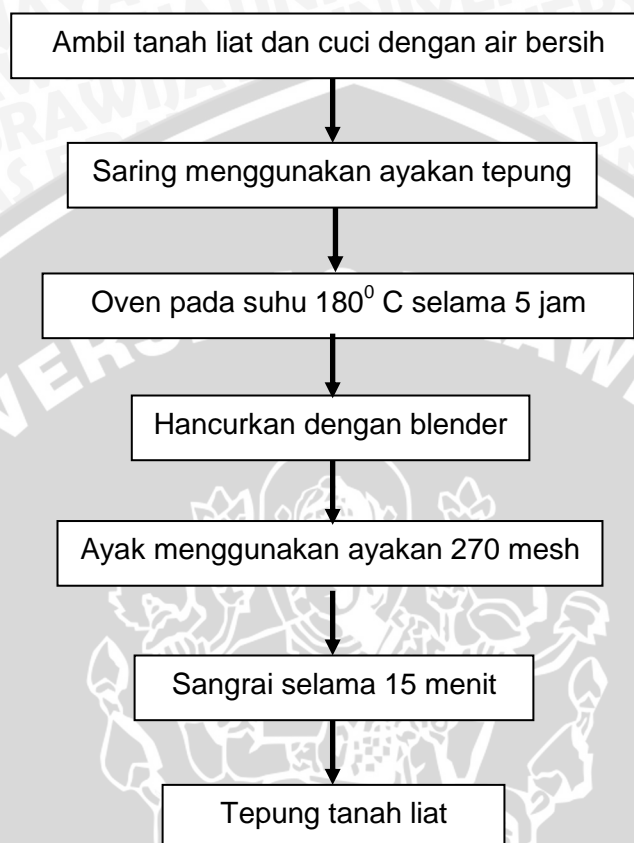 Ambil tanah liat dan cuci dengan air bersih
Saring menggunakan ayakan tepung
Oven pada suhu 180⁰ C selama 5 jam
Hancurkan dengan blender
Ayak menggunakan ayakan 270 mesh
Sangrai selama 15 menit
Tepung tanah liat